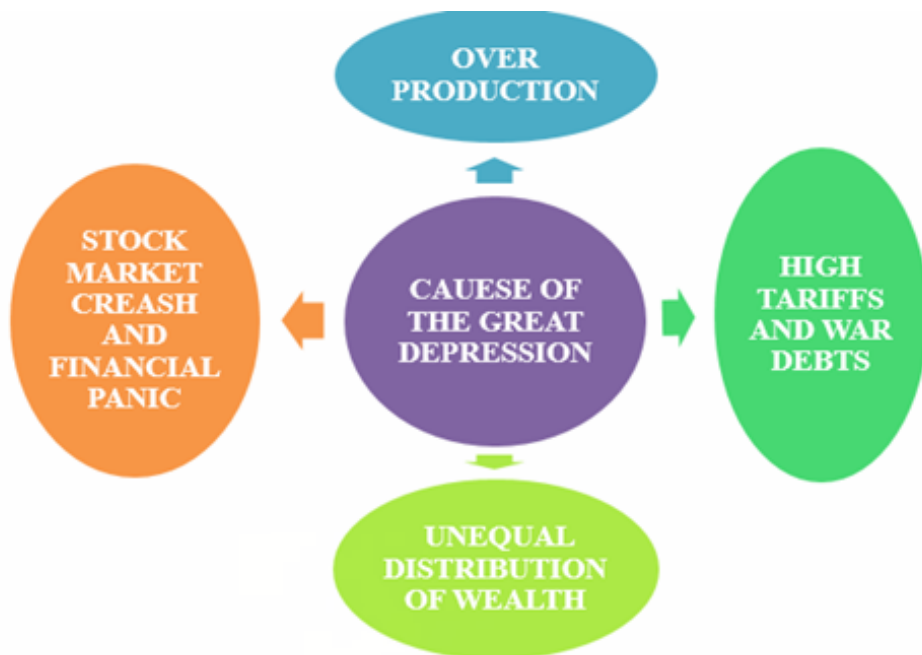 OVER
PRODUCTION
STOCK
MARKET
CREASH
AND
FINANCIAL
PANIC
CAUESE OF
THE GREAT
DEPRESSION
HIGH
TARIFFS
AND WAR
DEBTS
UNEQUAL
DISTRIBUTION
OF WEALTH